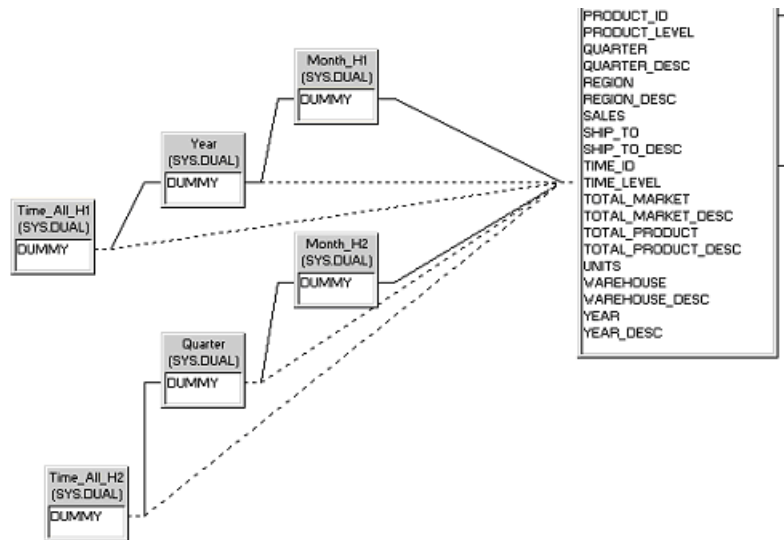 Month_H1
(SYS.DUAL)
DUMMY
Year
(SYS.DUAL)
DUMMY
Time_All_H1
(SYS.DUAL)
DUMMY
Month_H2
(SYS.DUAL)
DUMMY
Quarter
(SYS.DUAL)
DUMMY
Time_All_H2
(SYS.DUAL)
DUMMY
PRODUCT_ID
PRODUCT_LEVEL
QUARTER
QUARTER_DESC
REGION
REGION_DESC
SALES
SHIP_TO
SHIP_TO_DESC
TIME_ID
TIME_LEVEL
TOTAL_MARKET
TOTAL_MARKET_DESC
TOTAL_PRODUCT
TOTAL_PRODUCT_DESC
UNITS
WAREHOUSE
WAREHOUSE_DESC
YEAR
YEAR_DESC